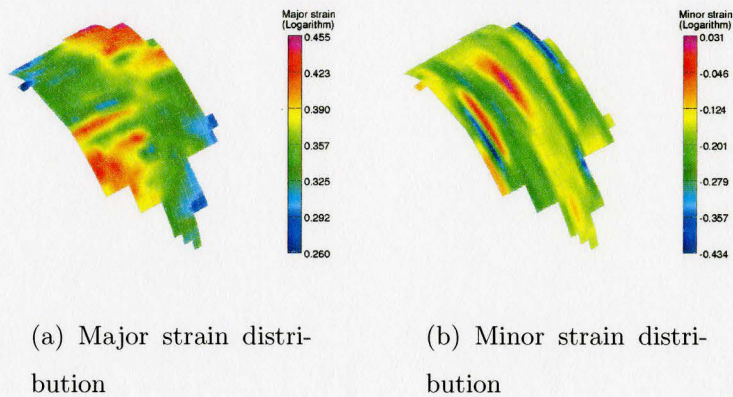 Major strain
(Logarithm)
0.455
0.423
0.390
0.357
0.325
0.292
0.260
Minor strain
(Logarithm)
0.031
-0.046
-0.124
-0.201
-0.279
-0.357
-0.434
(a) Major strain distri-
bution
(b) Minor strain distri-
bution